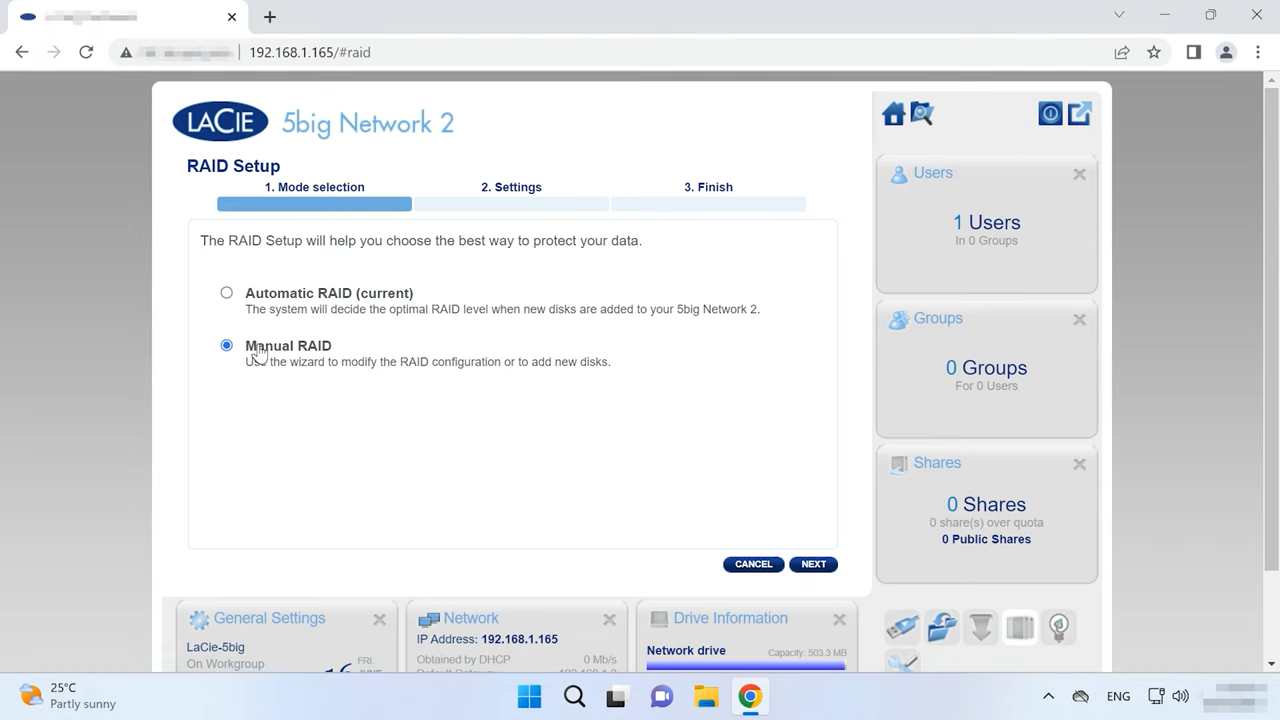 192.168.1.165/#raid
LACIE 5big Network 2
RAID Setup
1. Mode selection 2. Settings 3. Finish
The RAID Setup will help you choose the best way to protect your data.
Automatic RAID (current)
The system will decide the optimal RAID level when new disks are added to your 5big Network 2.
Manual RAID
Use the wizard to modify the RAID configuration or to add new disks.
CANCEL NEXT
Users
1 Users
In 0 Groups
Groups
0 Groups
For 0 Users
Shares
0 Shares
0 share(s) over quota
0 Public Shares
General Settings
LaCie-5big
On Workgroup
FRI.
Network
IP Address: 192.168.1.165
Obtained by DHCP 0 Mb/s
Drive Information
Network drive Capacity: 503.3 MB
25°C
Partly sunny
ENG